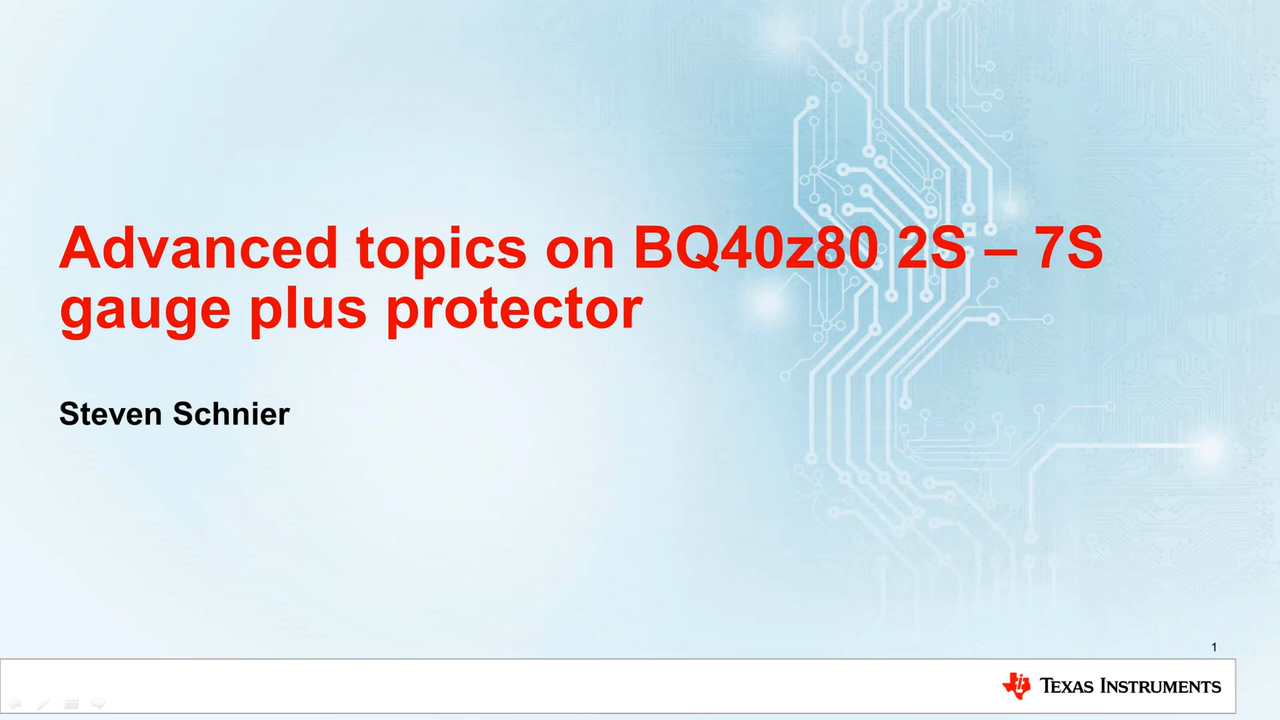 Advanced topics on BQ40z80 2S – 7S
gauge plus protector
Steven Schnier
1
TEXAS INSTRUMENTS